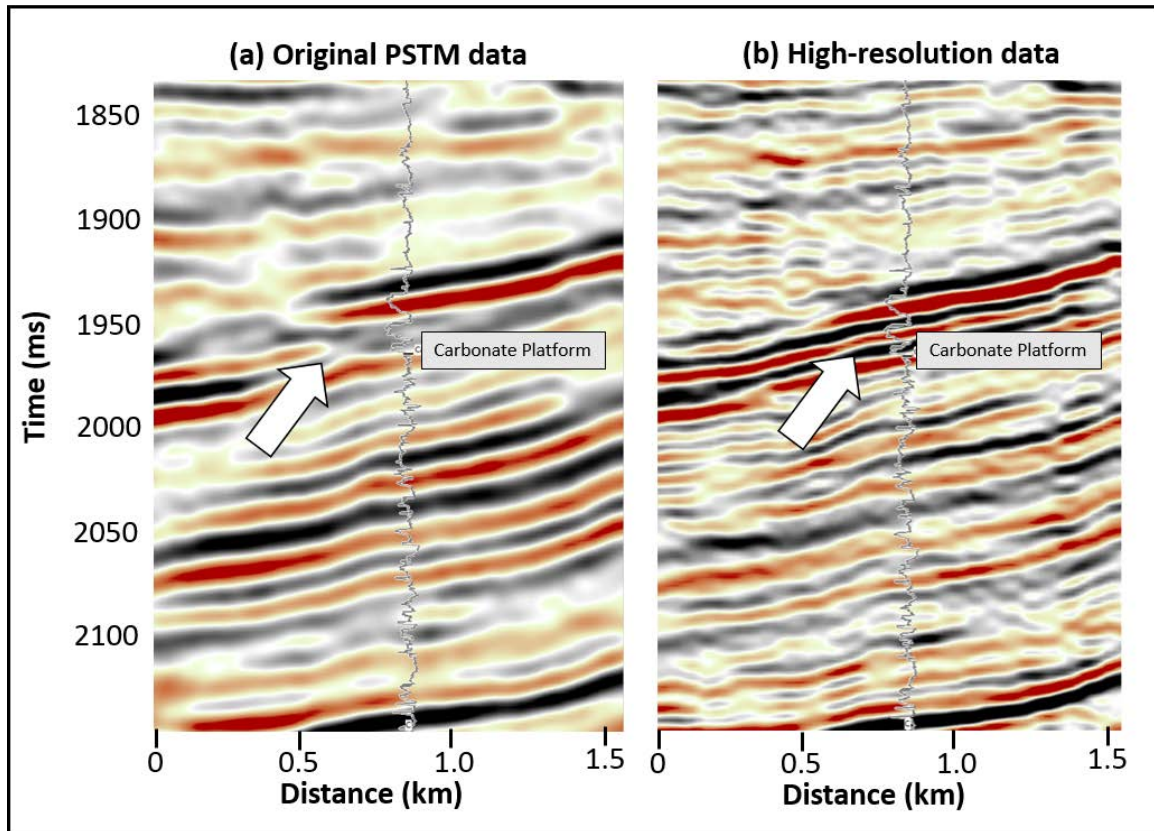 (a) Original PSTM data
(b) High-resolution data
1850
1900
1950
2000
2050
2100
Time (ms)
Carbonate Platform
Carbonate Platform
0 0.5 1.0 1.5
0 0.5 1.0 1.5
Distance (km)
Distance (km)